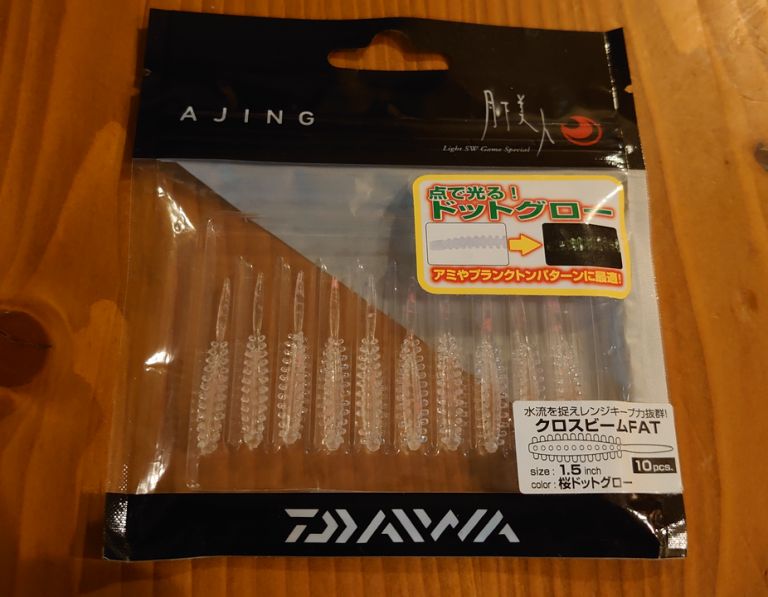 AJING
月下美人
Light SW Game Special
点で光る!
ドットグロー
アミやプランクトンパターンに最適!
水流を捉えレンジキープ力抜群!
クロスビームFAT
size : 1.5 inch
10pcs.
color : 桜ドットグロー
DAIWA